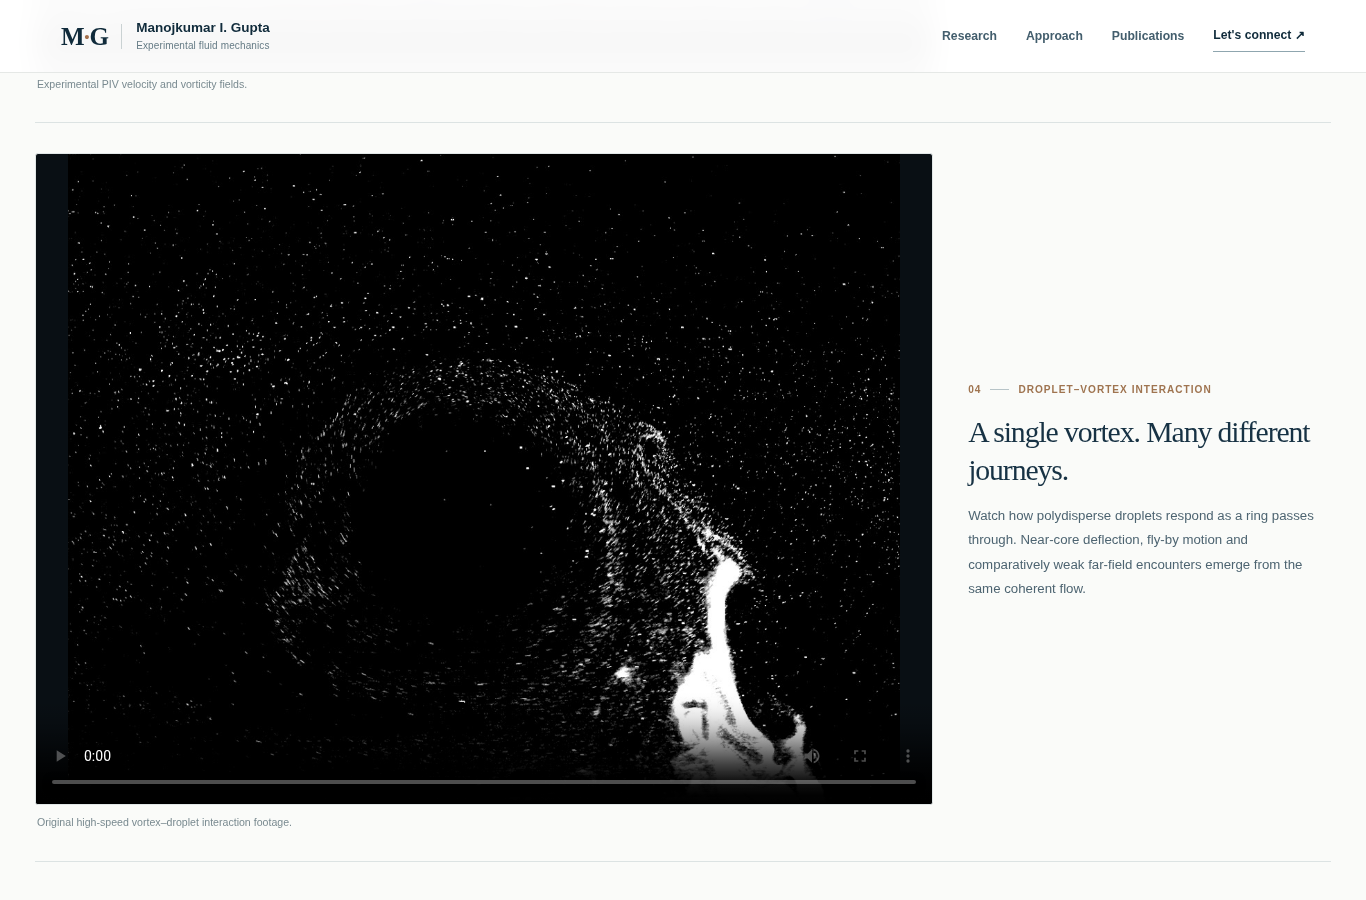 M·G
Manojkumar I. Gupta
Experimental fluid mechanics
Research
Approach
Publications
Let's connect ↗
Experimental PIV velocity and vorticity fields.
0:00
04 — DROPLET–VORTEX INTERACTION
A single vortex. Many different
journeys.
Watch how polydisperse droplets respond as a ring passes
through. Near-core deflection, fly-by motion and
comparatively weak far-field encounters emerge from the
same coherent flow.
Original high-speed vortex–droplet interaction footage.